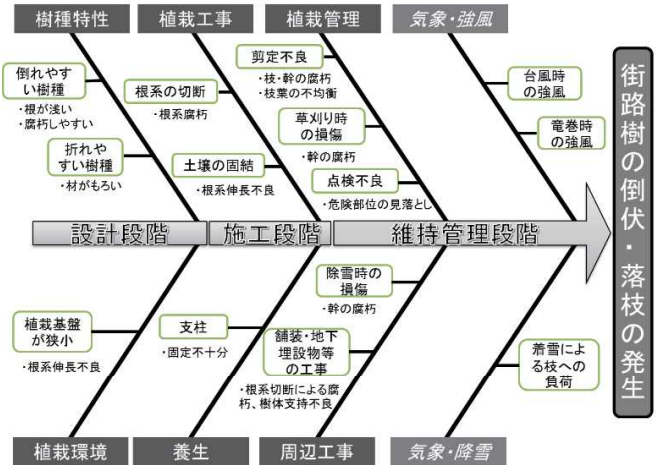 樹種特性
植栽工事
植栽管理
気象・強風
倒れやす
い樹種
・根が浅い
・腐朽しやすい
折れや
すい樹種
・材がもろい
根系の切断
・根系腐朽
土壌の固結
・根系伸長不良
剪定不良
・枝・幹の腐朽
・枝葉の不均衡
草刈り時
の損傷
・幹の腐朽
点検不良
・危険部位の見落とし
台風時
の強風
竜巻時
の強風
設計段階
施工段階
維持管理段階
街路樹の倒伏・落枝の発生
植栽基盤
が狭小
・根系伸長不良
支柱
・固定不十分
除雪時の
損傷
・幹の腐朽
舗装・地下
埋設物等
の工事
・根系切断による腐
朽、樹体支持不良
着雪によ
る枝への
負荷
植栽環境
養生
周辺工事
気象・降雪